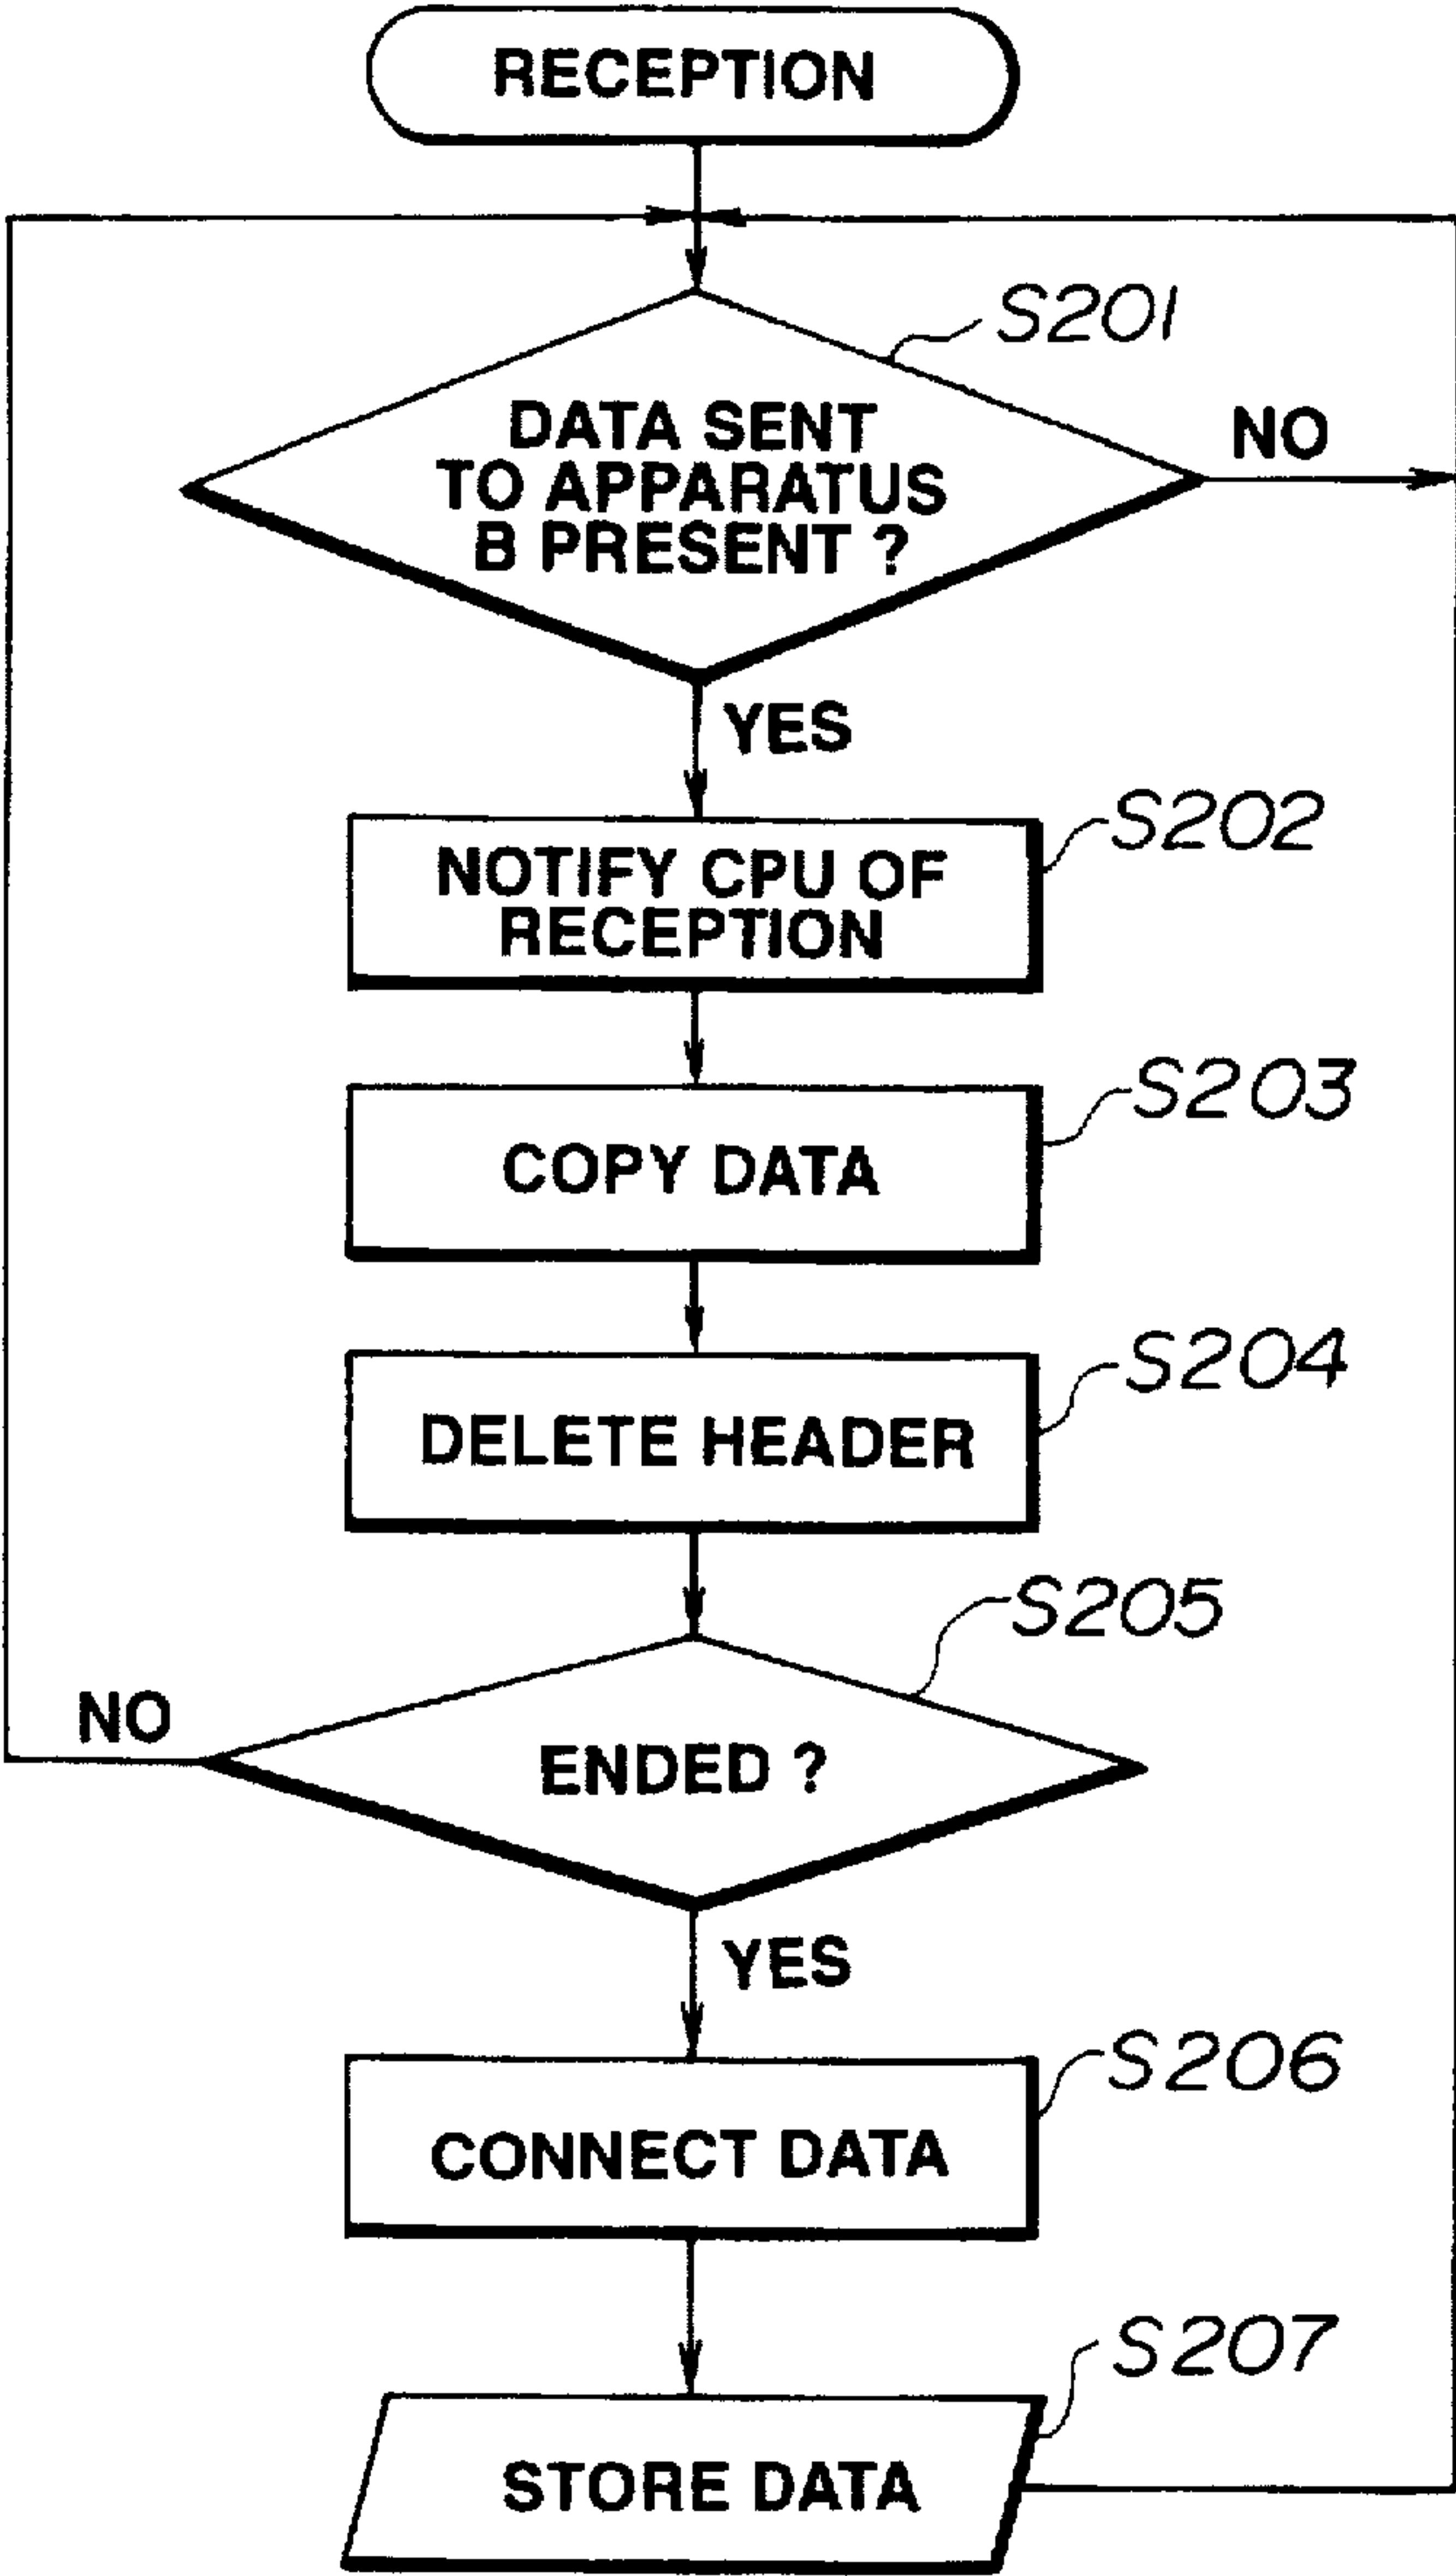 RECEPTION
S201
DATA SENT
TO APPARATUS
B PRESENT ?
NO
YES
S202
NOTIFY CPU OF
RECEPTION
S203
COPY DATA
S204
DELETE HEADER
S205
NO
ENDED ?
YES
S206
CONNECT DATA
S207
STORE DATA